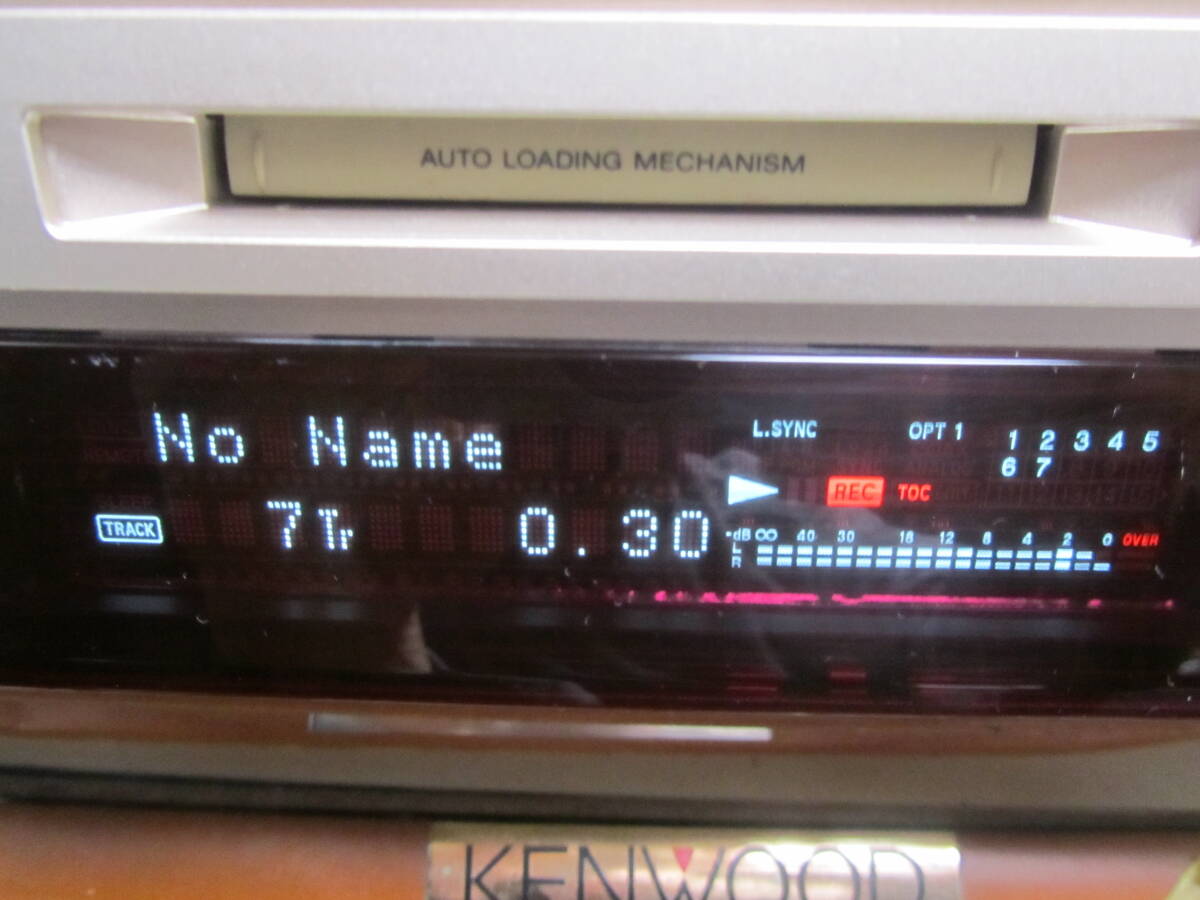 AUTO LOADING MECHANISM
No Name
L.SYNC OPT 1 1 2 3 4 5
6 7
REC TOC
TRACK 7Tr 0.30
-dB ∞ 40 30 18 12 8 4 2 0 OVER
L
R
KENWOOD